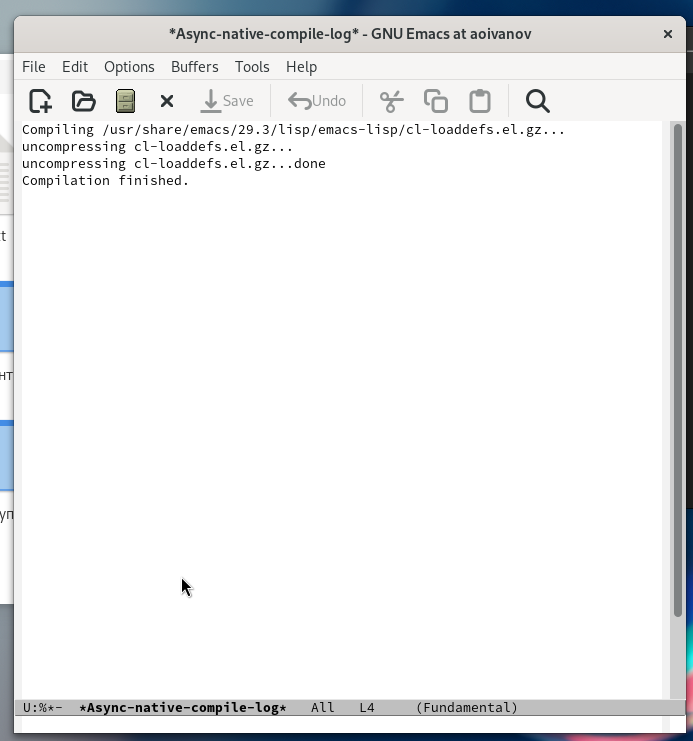 *Async-native-compile-log* - GNU Emacs at aoivanov
File Edit Options Buffers Tools Help
Save Undo
Compiling /usr/share/emacs/29.3/lisp/emacs-lisp/cl-loaddefs.el.gz...
uncompressing cl-loaddefs.el.gz...
uncompressing cl-loaddefs.el.gz...done
Compilation finished.
U:%*- *Async-native-compile-log* All L4 (Fundamental)